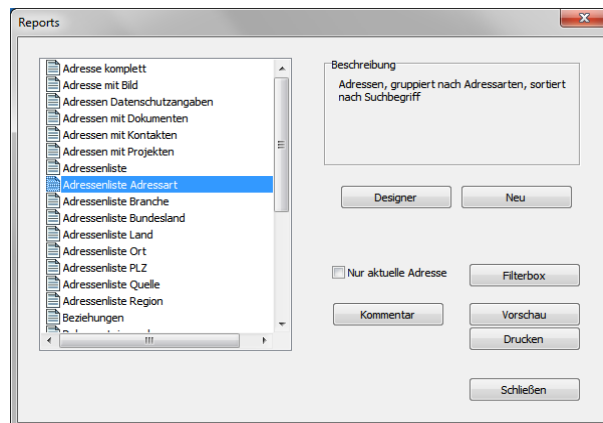 Reports
Adresse komplett
Adresse mit Bild
Adressen Datenschutzangaben
Adressen mit Dokumenten
Adressen mit Kontakten
Adressen mit Projekten
Adressenliste
Adressenliste Adressart
Adressenliste Branche
Adressenliste Bundesland
Adressenliste Land
Adressenliste Ort
Adressenliste PLZ
Adressenliste Quelle
Adressenliste Region
Beziehungen
Beschreibung
Adressen, gruppiert nach Adressarten, sortiert
nach Suchbegriff
Designer
Neu
Nur aktuelle Adresse
Filterbox
Kommentar
Vorschau
Drucken
Schließen